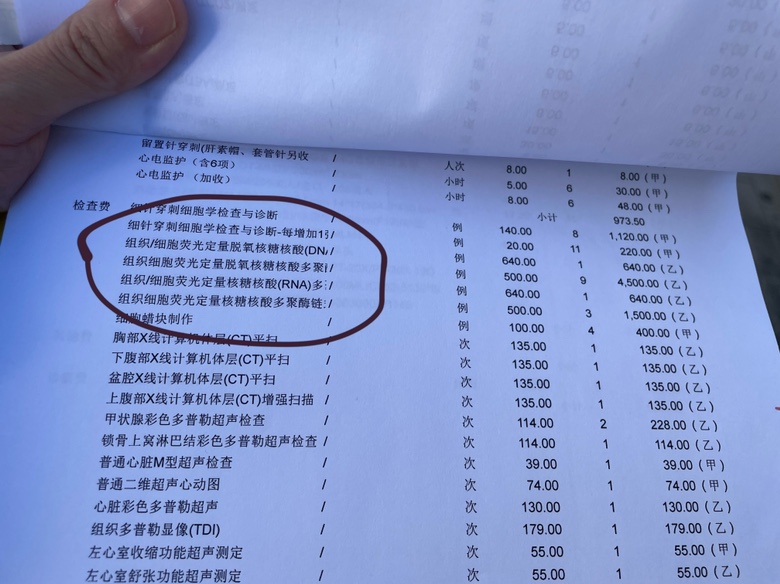 留置针穿刺(肝素帽、套管针另收 / 人次 8.00 1 8.00 (甲)
心电监护（含6项） / 小时 5.00 6 30.00 (甲)
心电监护 （加收） / 小时 8.00 6 48.00 (甲)
小计 973.50
检查费 细针穿刺细胞学检查与诊断 / 例 140.00 8 1,120.00 (甲)
细针穿刺细胞学检查与诊断-每增加1 / 例 20.00 11 220.00 (甲)
组织/细胞荧光定量脱氧核糖核酸(DN / 例 640.00 1 640.00 (乙)
组织细胞荧光定量脱氧核糖核酸多聚 / 例 500.00 9 4,500.00 (乙)
组织/细胞荧光定量核糖核酸(RNA)多 / 例 640.00 1 640.00 (乙)
组织细胞荧光定量核糖核酸多聚酶链 / 例 500.00 3 1,500.00 (乙)
细胞蜡块制作 / 例 100.00 4 400.00 (甲)
胸部X线计算机体层(CT)平扫 / 次 135.00 1 135.00 (乙)
下腹部X线计算机体层(CT)平扫 / 次 135.00 1 135.00 (乙)
盆腔X线计算机体层(CT)平扫 / 次 135.00 1 135.00 (乙)
上腹部X线计算机体层(CT)增强扫描 / 次 135.00 1 135.00 (乙)
甲状腺彩色多普勒超声检查 / 次 114.00 2 228.00 (乙)
锁骨上窝淋巴结彩色多普勒超声检查 / 次 114.00 1 114.00 (乙)
普通心脏M型超声检查 / 次 39.00 1 39.00 (甲)
普通二维超声心动图 / 次 74.00 1 74.00 (甲)
心脏彩色多普勒超声 / 次 130.00 1 130.00 (乙)
组织多普勒显像(TDI) / 次 179.00 1 179.00 (乙)
左心室收缩功能超声测定 / 次 55.00 1 55.00 (甲)
左心室舒张功能超声测定 / 次 55.00 1 55.00 (乙)